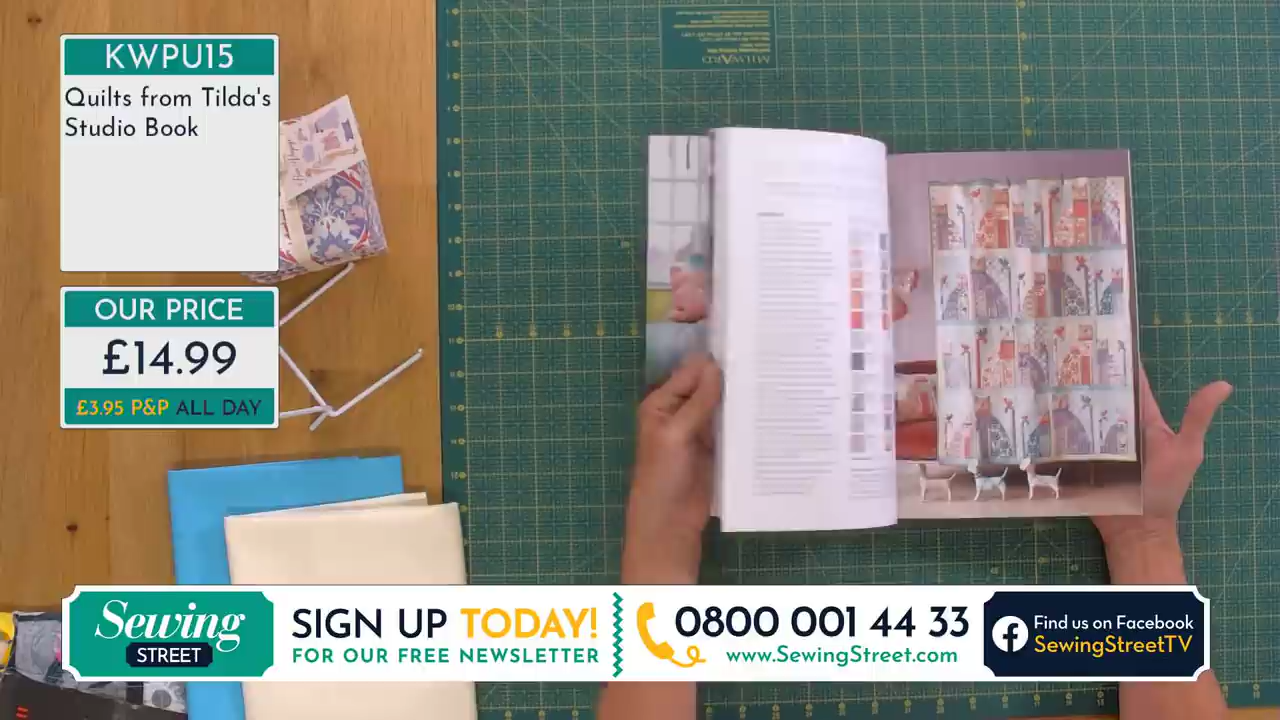 KWPU15
Quilts from Tilda's
Studio Book
OUR PRICE
£14.99
£3.95 P&P ALL DAY
MILWARD
Sewing
STREET
SIGN UP TODAY!
FOR OUR FREE NEWSLETTER
0800 001 44 33
www.SewingStreet.com
Find us on Facebook
SewingStreetTV